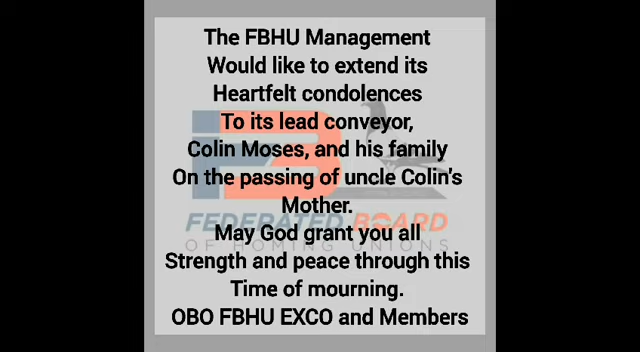 The FBHU Management
Would like to extend its
Heartfelt condolences
To its lead conveyor,
Colin Moses, and his family
On the passing of uncle Colin's
Mother.
FEDERATED BOARD
May God grant you all
OF HOMING UNIONS
Strength and peace through this
Time of mourning.
OBO FBHU EXCO and Members